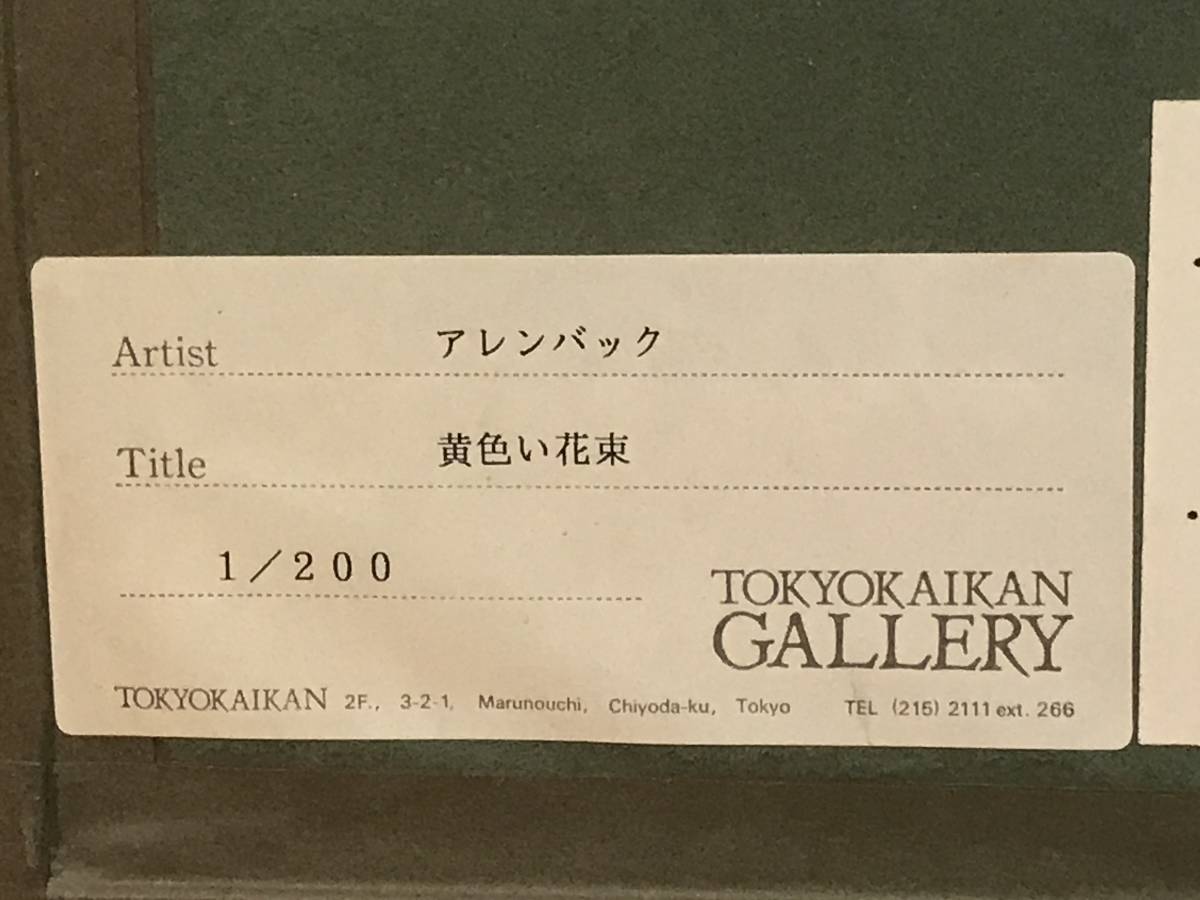 Artist アレンバック
Title 黄色い花束
1／200
TOKYOKAIKAN
GALLERY
TOKYOKAIKAN 2F., 3-2-1, Marunouchi, Chiyoda-ku, Tokyo TEL (215) 2111 ext. 266